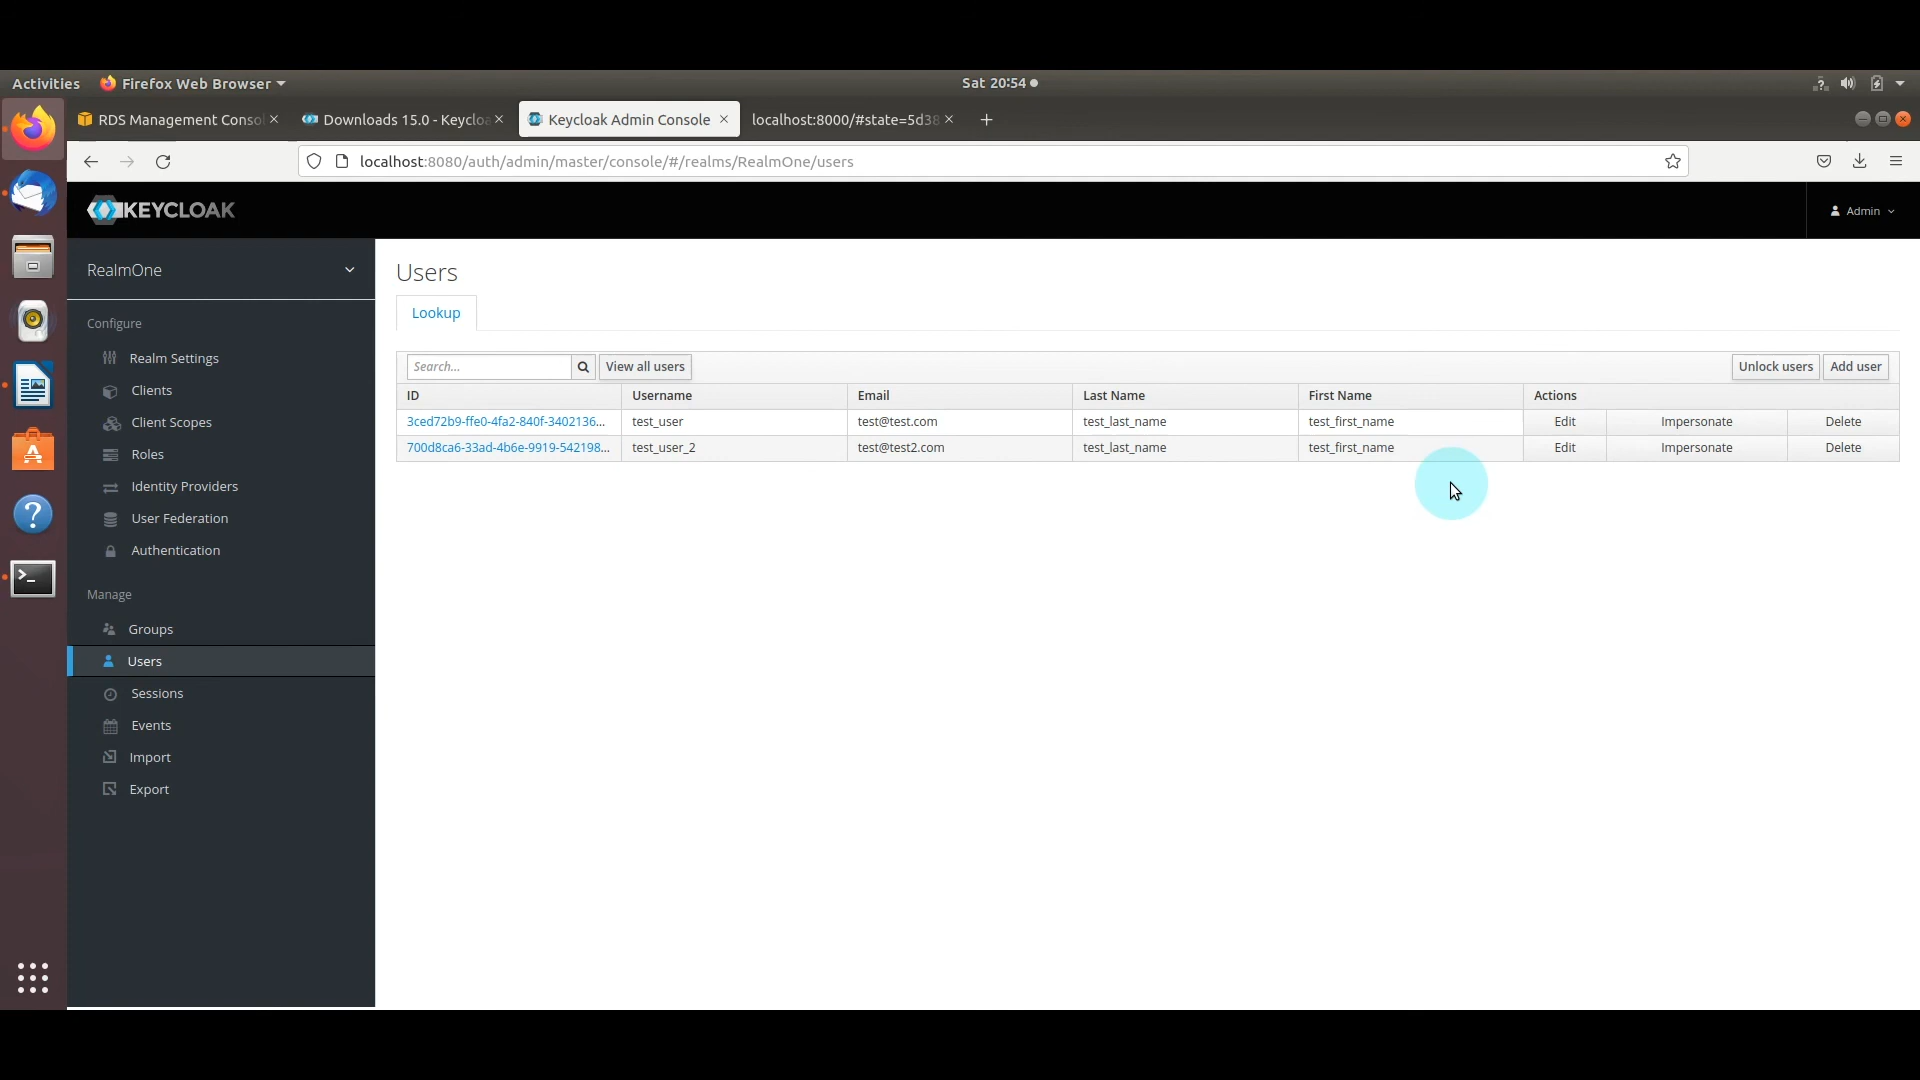 Activities Firefox Web Browser Sat 20:54
RDS Management Consol Downloads 15.0 - Keycloa Keycloak Admin Console localhost:8000/#state=5d38
localhost:8080/auth/admin/master/console/#/realms/RealmOne/users
KEYCLOAK Admin
RealmOne
Configure
Realm Settings
Clients
Client Scopes
Roles
Identity Providers
User Federation
Authentication
Manage
Groups
Users
Sessions
Events
Import
Export
Users
Lookup
Search... View all users Unlock users Add user
ID Username Email Last Name First Name Actions
3ced72b9-ffe0-4fa2-840f-3402136... test_user test@test.com test_last_name test_first_name Edit Impersonate Delete
700d8ca6-33ad-4b6e-9919-542198... test_user_2 test@test2.com test_last_name test_first_name Edit Impersonate Delete